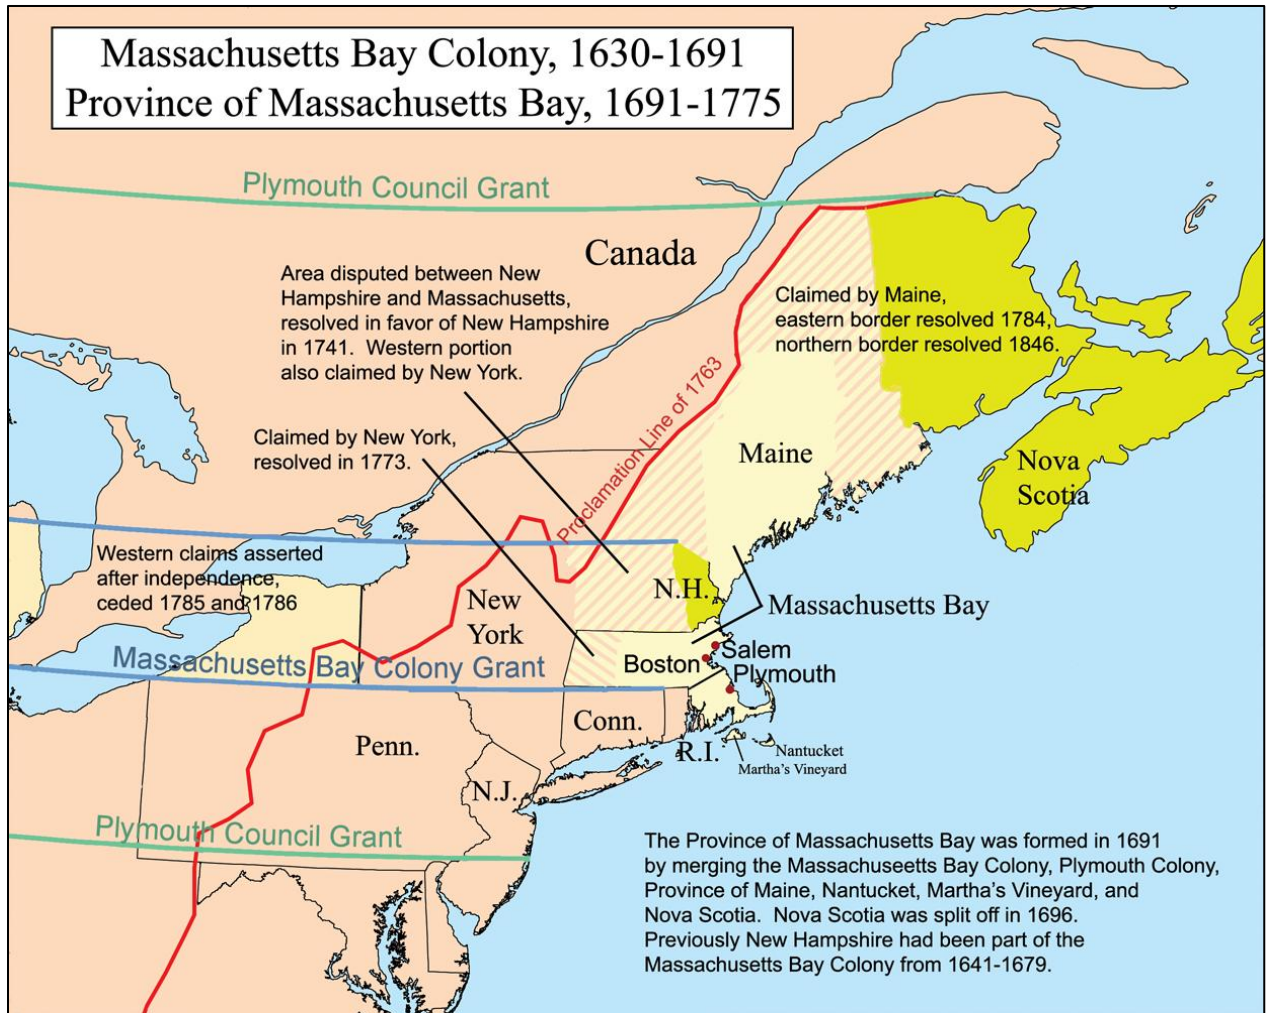 Massachusetts Bay Colony, 1630-1691
Province of Massachusetts Bay, 1691-1775
Plymouth Council Grant
Canada
Area disputed between New
Hampshire and Massachusetts,
resolved in favor of New Hampshire
in 1741. Western portion
also claimed by New York.
Claimed by Maine,
eastern border resolved 1784,
northern border resolved 1846.
Proclamation Line of 1763
Claimed by New York,
resolved in 1773.
Maine
Nova
Scotia
Western claims asserted
after independence,
ceded 1785 and 1786
New
York
N.H.
Massachusetts Bay
Massachusetts Bay Colony Grant
Boston
Salem
Plymouth
Conn.
R.I.
Nantucket
Martha's Vineyard
Penn.
N.J.
Plymouth Council Grant
The Province of Massachusetts Bay was formed in 1691
by merging the Massachuseetts Bay Colony, Plymouth Colony,
Province of Maine, Nantucket, Martha's Vineyard, and
Nova Scotia. Nova Scotia was split off in 1696.
Previously New Hampshire had been part of the
Massachusetts Bay Colony from 1641-1679.